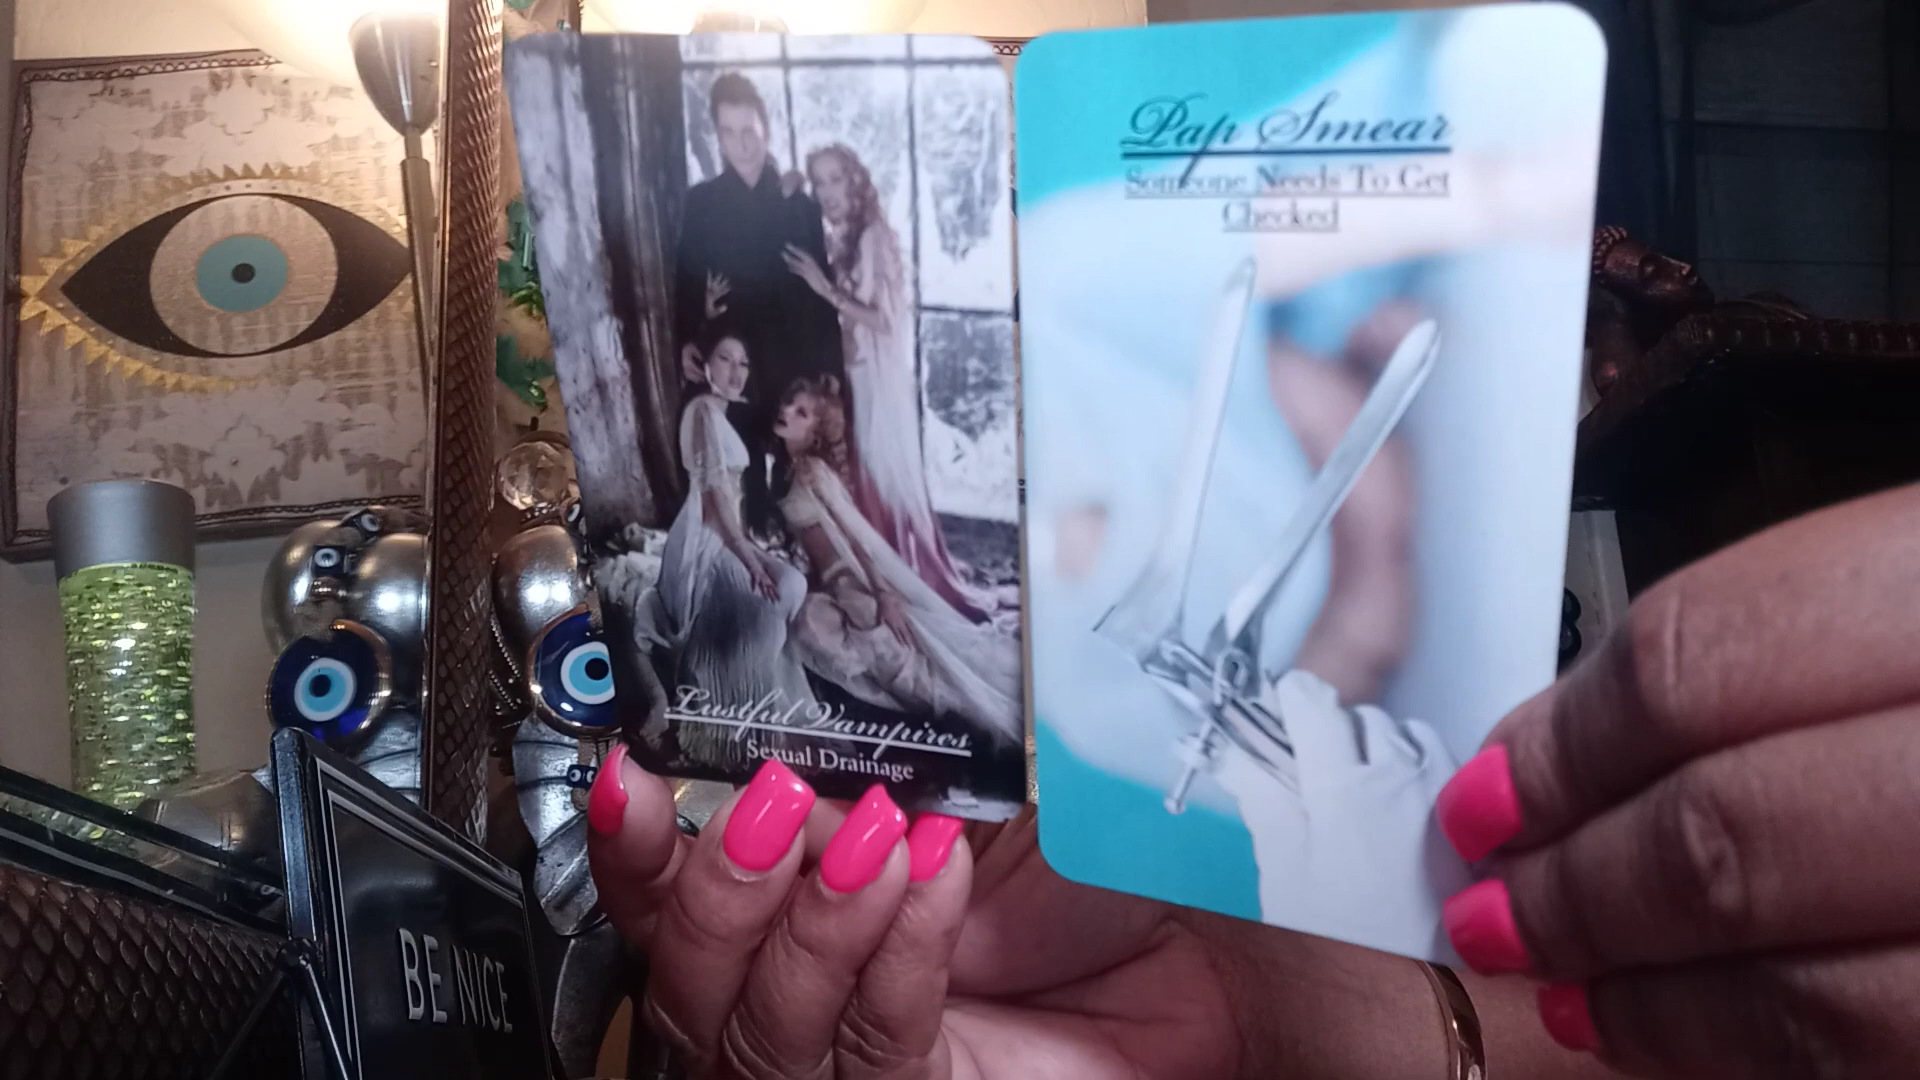 Lustful Vampires
Sexual Drainage
Pap Smear
Someone Needs To Get
Checked
BE NICE